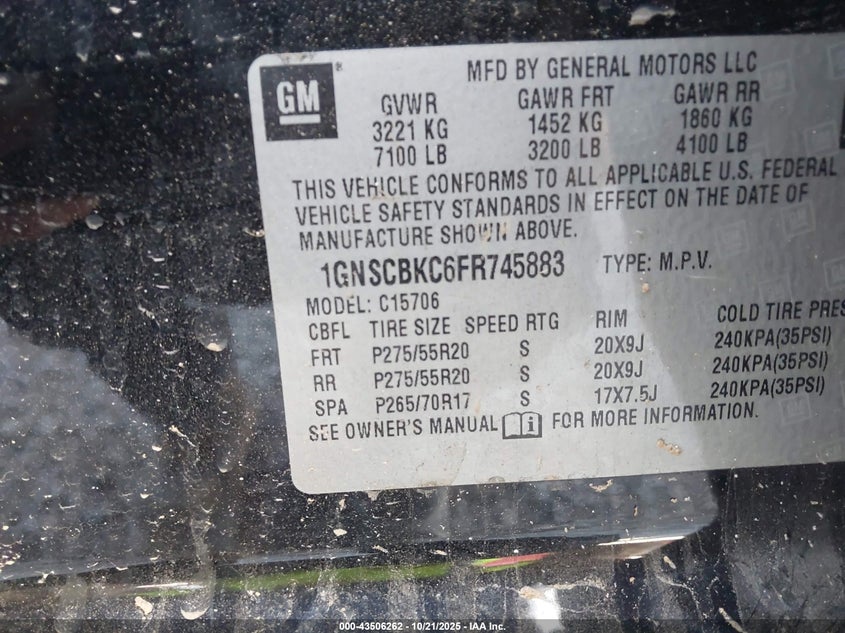 MFD BY GENERAL MOTORS LLC
GM®
GVWR GAWR FRT GAWR RR
3221 KG 1452 KG 1860 KG
7100 LB 3200 LB 4100 LB
THIS VEHICLE CONFORMS TO ALL APPLICABLE U.S. FEDERAL
VEHICLE SAFETY STANDARDS IN EFFECT ON THE DATE OF
MANUFACTURE SHOWN ABOVE.
1GNSCBKC6FR745883 TYPE: M.P.V.
MODEL: C15706
CBFL TIRE SIZE SPEED RTG RIM COLD TIRE PRES
FRT P275/55R20 S 20X9J 240KPA(35PSI)
RR P275/55R20 S 20X9J 240KPA(35PSI)
SPA P265/70R17 S 17X7.5J 240KPA(35PSI)
SEE OWNER'S MANUAL i FOR MORE INFORMATION.
000-43506262 - 10/21/2025 - IAA Inc.